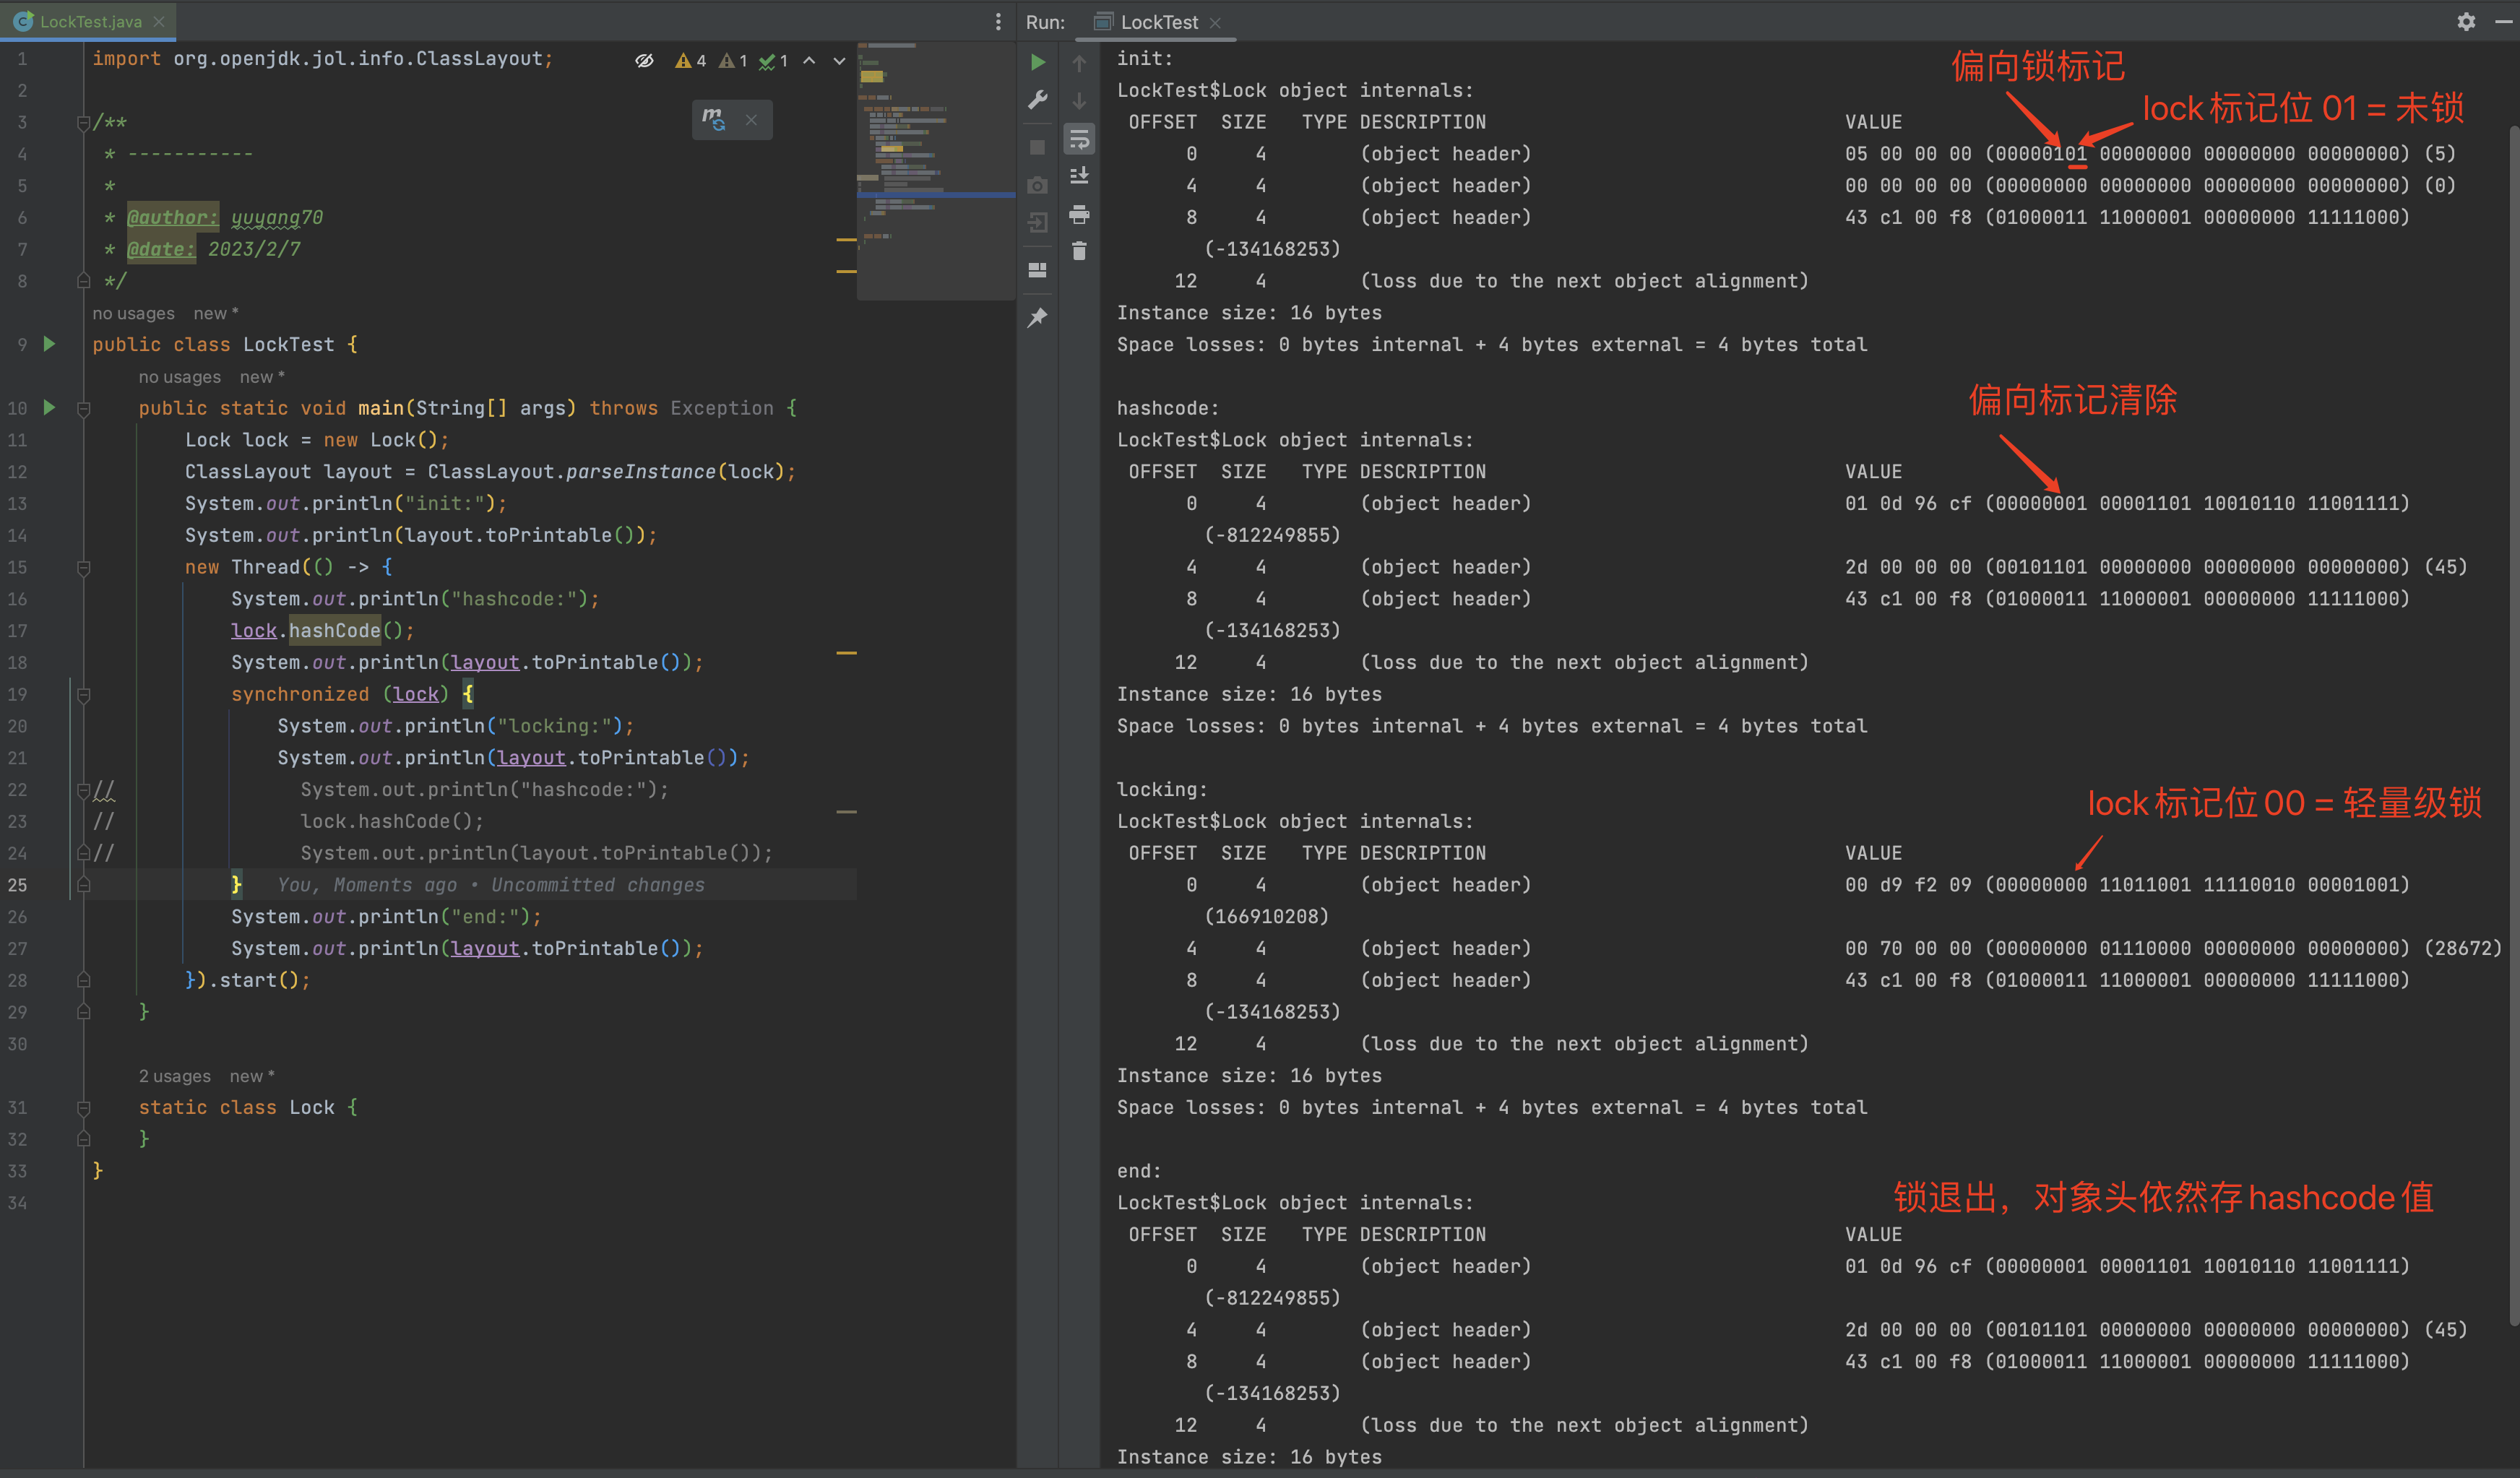 LockTest.java
1 import org.openjdk.jol.info.ClassLayout;
4 1 1
2
3 /**
4 * -----------
5 *
6 * @author: yuyang70
7 * @date: 2023/2/7
8 */
no usages new *
9 public class LockTest {
no usages new *
10 public static void main(String[] args) throws Exception {
11 Lock lock = new Lock();
12 ClassLayout layout = ClassLayout.parseInstance(lock);
13 System.out.println("init:");
14 System.out.println(layout.toPrintable());
15 new Thread(() -> {
16 System.out.println("hashcode:");
17 lock.hashCode();
18 System.out.println(layout.toPrintable());
19 synchronized (lock) {
20 System.out.println("locking:");
21 System.out.println(layout.toPrintable());
22 // System.out.println("hashcode:");
23 // lock.hashCode();
24 // System.out.println(layout.toPrintable());
25 } You, Moments ago • Uncommitted changes
26 System.out.println("end:");
27 System.out.println(layout.toPrintable());
28 }).start();
29 }
30
2 usages new *
31 static class Lock {
32 }
33 }
34
Run: LockTest
init:
偏向锁标记
LockTest$Lock object internals:
lock标记位 01 = 未锁
OFFSET SIZE TYPE DESCRIPTION VALUE
0 4 (object header) 05 00 00 00 (00000101 00000000 00000000 00000000) (5)
4 4 (object header) 00 00 00 00 (00000000 00000000 00000000 00000000) (0)
8 4 (object header) 43 c1 00 f8 (01000011 11000001 00000000 11111000)
(-134168253)
12 4 (loss due to the next object alignment)
Instance size: 16 bytes
Space losses: 0 bytes internal + 4 bytes external = 4 bytes total
偏向标记清除
hashcode:
LockTest$Lock object internals:
OFFSET SIZE TYPE DESCRIPTION VALUE
0 4 (object header) 01 0d 96 cf (00000001 00001101 10010110 11001111)
(-812249855)
4 4 (object header) 2d 00 00 00 (00101101 00000000 00000000 00000000) (45)
8 4 (object header) 43 c1 00 f8 (01000011 11000001 00000000 11111000)
(-134168253)
12 4 (loss due to the next object alignment)
Instance size: 16 bytes
Space losses: 0 bytes internal + 4 bytes external = 4 bytes total
locking:
lock标记位 00 = 轻量级锁
LockTest$Lock object internals:
OFFSET SIZE TYPE DESCRIPTION VALUE
0 4 (object header) 00 d9 f2 09 (00000000 11011001 11110010 00001001)
(166910208)
4 4 (object header) 00 70 00 00 (00000000 01110000 00000000 00000000) (28672)
8 4 (object header) 43 c1 00 f8 (01000011 11000001 00000000 11111000)
(-134168253)
12 4 (loss due to the next object alignment)
Instance size: 16 bytes
Space losses: 0 bytes internal + 4 bytes external = 4 bytes total
end:
锁退出，对象头依然存hashcode值
LockTest$Lock object internals:
OFFSET SIZE TYPE DESCRIPTION VALUE
0 4 (object header) 01 0d 96 cf (00000001 00001101 10010110 11001111)
(-812249855)
4 4 (object header) 2d 00 00 00 (00101101 00000000 00000000 00000000) (45)
8 4 (object header) 43 c1 00 f8 (01000011 11000001 00000000 11111000)
(-134168253)
12 4 (loss due to the next object alignment)
Instance size: 16 bytes